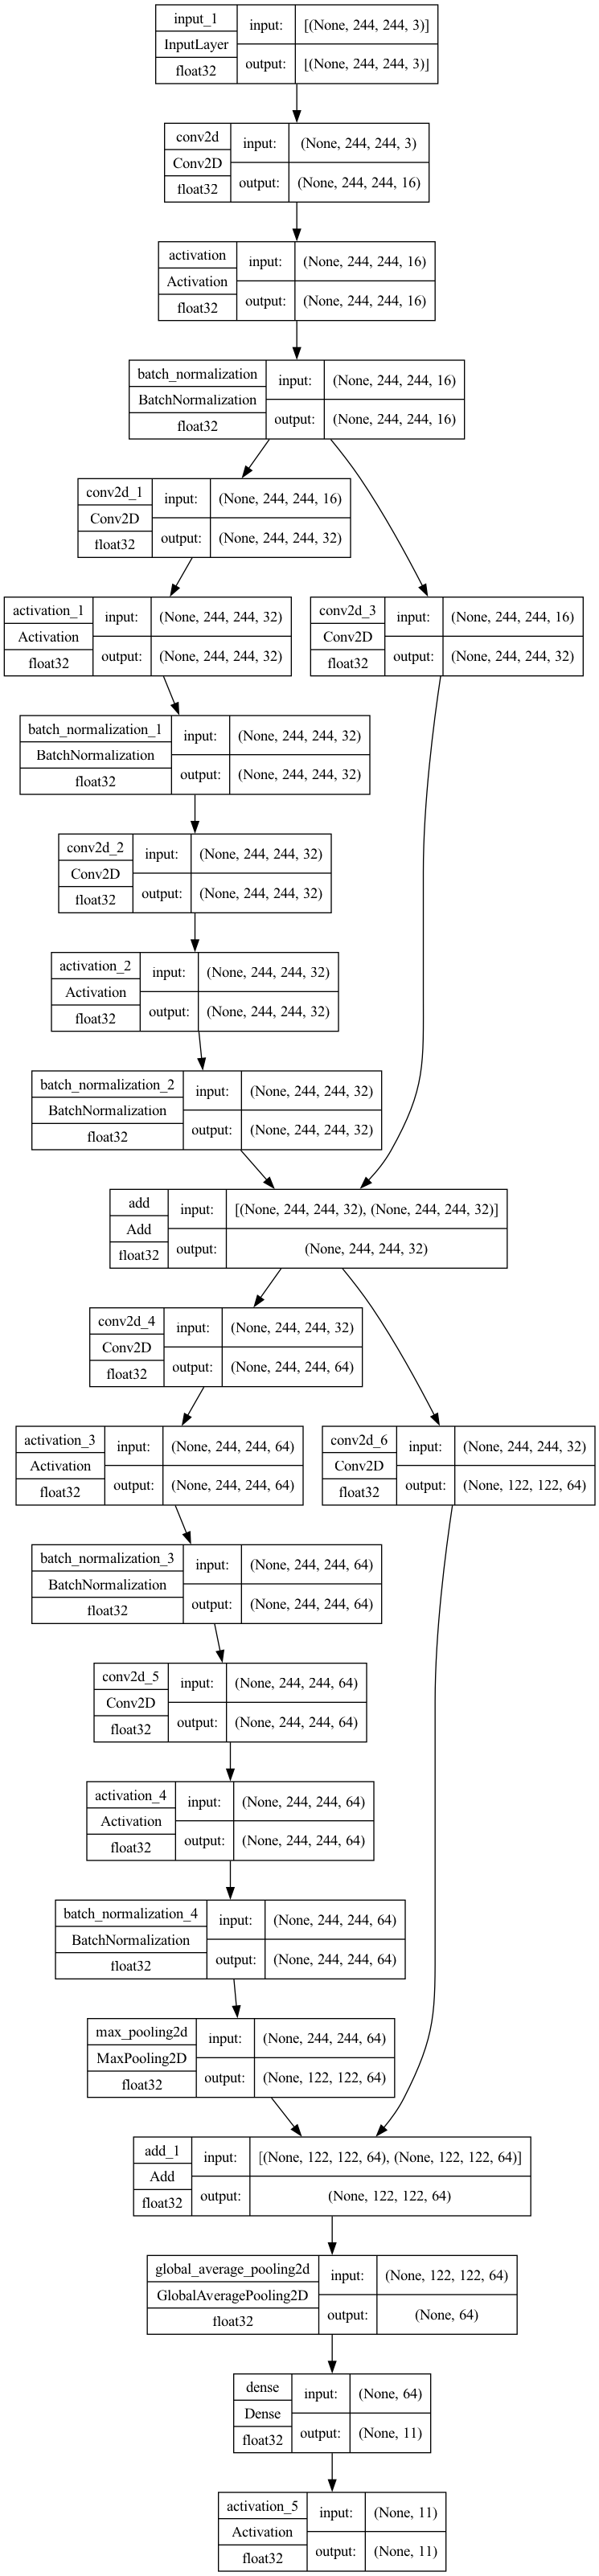 input_1
InputLayer
float32
input:
[(None, 244, 244, 3)]
output:
[(None, 244, 244, 3)]
conv2d
Conv2D
float32
input:
(None, 244, 244, 3)
output:
(None, 244, 244, 16)
activation
Activation
float32
input:
(None, 244, 244, 16)
output:
(None, 244, 244, 16)
batch_normalization
BatchNormalization
float32
input:
(None, 244, 244, 16)
output:
(None, 244, 244, 16)
conv2d_1
Conv2D
float32
input:
(None, 244, 244, 16)
output:
(None, 244, 244, 32)
activation_1
Activation
float32
input:
(None, 244, 244, 32)
output:
(None, 244, 244, 32)
conv2d_3
Conv2D
float32
input:
(None, 244, 244, 16)
output:
(None, 244, 244, 32)
batch_normalization_1
BatchNormalization
float32
input:
(None, 244, 244, 32)
output:
(None, 244, 244, 32)
conv2d_2
Conv2D
float32
input:
(None, 244, 244, 32)
output:
(None, 244, 244, 32)
activation_2
Activation
float32
input:
(None, 244, 244, 32)
output:
(None, 244, 244, 32)
batch_normalization_2
BatchNormalization
float32
input:
(None, 244, 244, 32)
output:
(None, 244, 244, 32)
add
Add
float32
input:
[(None, 244, 244, 32), (None, 244, 244, 32)]
output:
(None, 244, 244, 32)
conv2d_4
Conv2D
float32
input:
(None, 244, 244, 32)
output:
(None, 244, 244, 64)
activation_3
Activation
float32
input:
(None, 244, 244, 64)
output:
(None, 244, 244, 64)
conv2d_6
Conv2D
float32
input:
(None, 244, 244, 32)
output:
(None, 122, 122, 64)
batch_normalization_3
BatchNormalization
float32
input:
(None, 244, 244, 64)
output:
(None, 244, 244, 64)
conv2d_5
Conv2D
float32
input:
(None, 244, 244, 64)
output:
(None, 244, 244, 64)
activation_4
Activation
float32
input:
(None, 244, 244, 64)
output:
(None, 244, 244, 64)
batch_normalization_4
BatchNormalization
float32
input:
(None, 244, 244, 64)
output:
(None, 244, 244, 64)
max_pooling2d
MaxPooling2D
float32
input:
(None, 244, 244, 64)
output:
(None, 122, 122, 64)
add_1
Add
float32
input:
[(None, 122, 122, 64), (None, 122, 122, 64)]
output:
(None, 122, 122, 64)
global_average_pooling2d
GlobalAveragePooling2D
float32
input:
(None, 122, 122, 64)
output:
(None, 64)
dense
Dense
float32
input:
(None, 64)
output:
(None, 11)
activation_5
Activation
float32
input:
(None, 11)
output:
(None, 11)